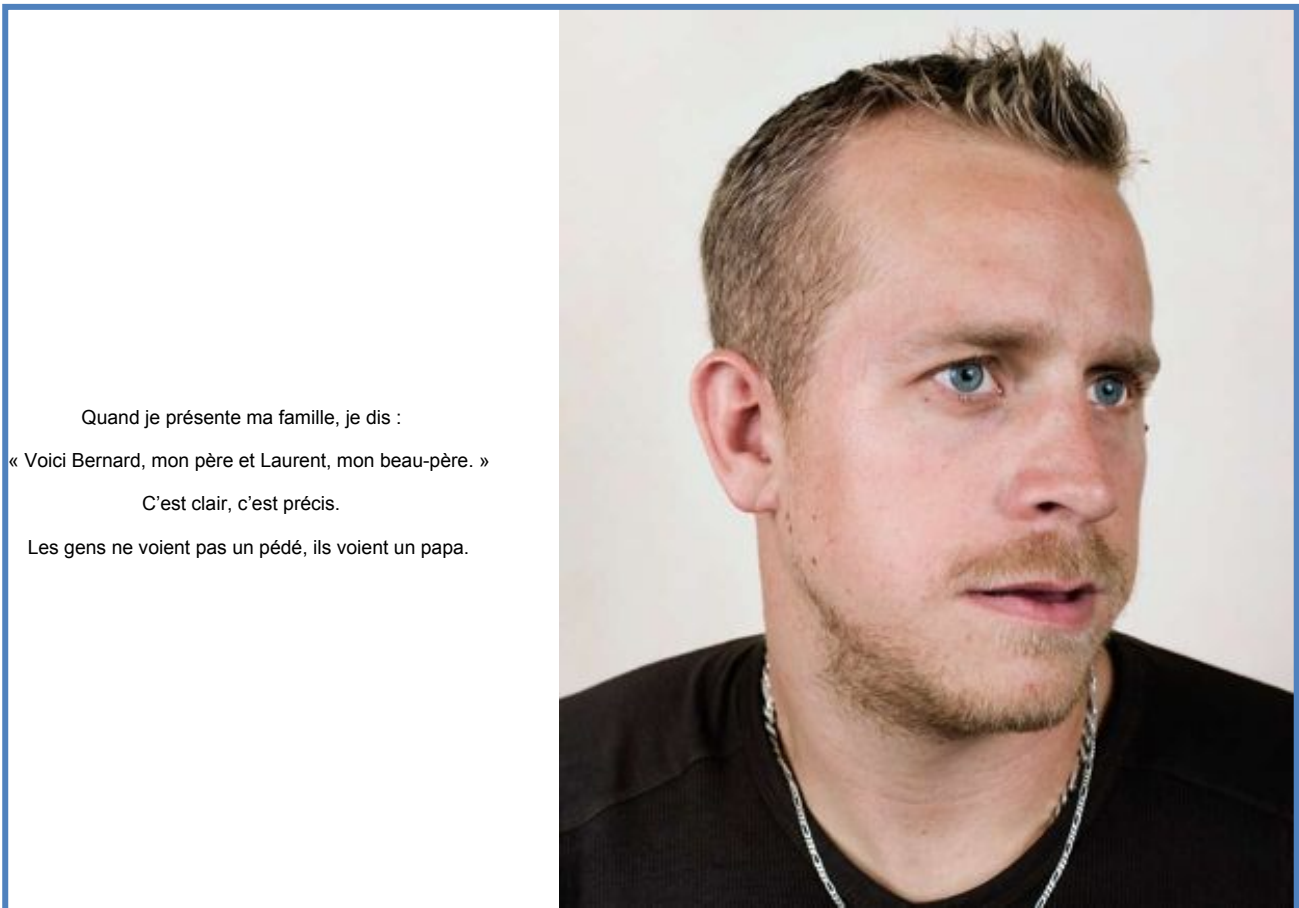 Quand je présente ma famille, je dis :
« Voici Bernard, mon père et Laurent, mon beau-père. »
C’est clair, c’est précis.
Les gens ne voient pas un pédé, ils voient un papa.